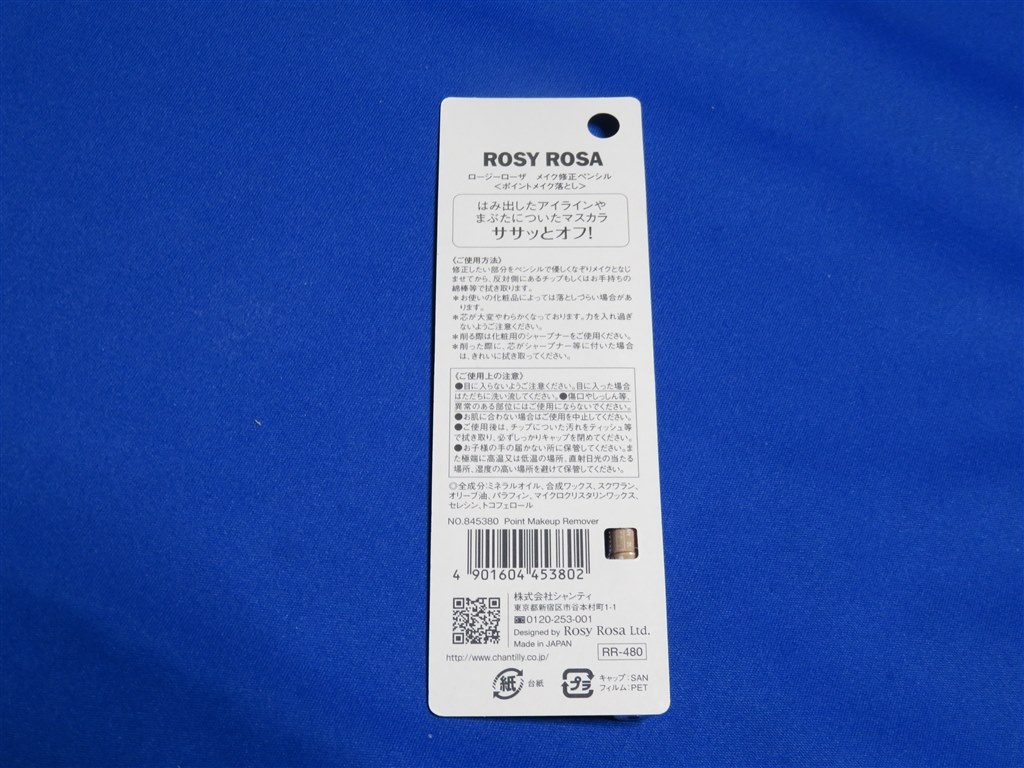 ROSY ROSA
ロージーローザ メイク修正ペンシル
<ポイントメイク落とし>
はみ出したアイラインや
まぶたについたマスカラ
ササッとオフ!
《ご使用方法》
修正したい部分をペンシルで優しくなぞりメイクとなじ
ませてから、反対側にあるチップもしくはお手持ちの
綿棒等で拭き取ります。
＊お使いの化粧品によっては落としづらい場合があ
ります。
＊芯が大変やわらかくなっております。力を入れ過ぎ
ないようご注意ください。
＊削る際は化粧用のシャープナーをご使用ください。
＊削った際に、芯がシャープナー等に付いた場合
は、きれいに拭き取ってください。
《ご使用上の注意》
●目に入らないようご注意ください。目に入った場合
はただちに洗い流してください。●傷口やしっしん等、
異常のある部位にはご使用にならないでください。
●お肌に合わない場合はご使用を中止してください。
●ご使用後は、チップについた汚れをティッシュ等
で拭き取り、必ずしっかりキャップを閉めてください。
●お子様の手の届かない所に保管してください。ま
た極端に高温又は低温の場所、直射日光の当たる
場所、湿度の高い場所を避けて保管してください。
◎全成分:ミネラルオイル、合成ワックス、スクワラン、
オリーブ油、パラフィン、マイクロクリスタリンワックス、
セレシン、トコフェロール
NO.845380 Point Makeup Remover
4 901604 453802
株式会社シャンティ
東京都新宿区市谷本村町1-1
0120-253-001
Designed by Rosy Rosa Ltd.
Made in JAPAN
RR-480
http://www.chantilly.co.jp/
紙 台紙
プラ キャップ:SAN
フィルム:PET